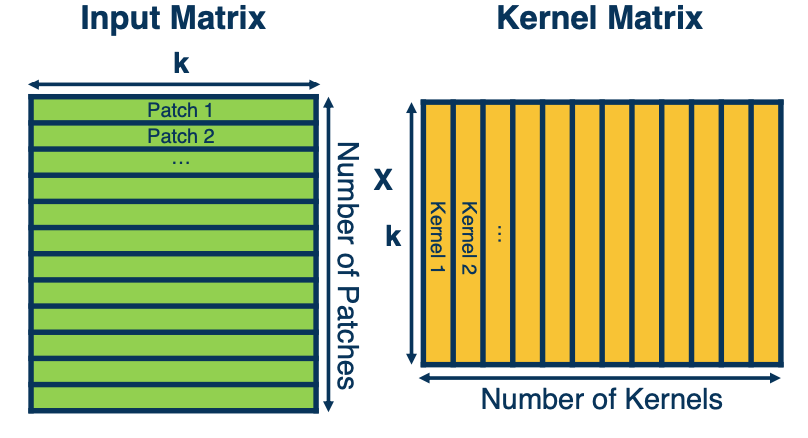 Input Matrix
k
Patch 1
Patch 2
...
Number of Patches
X
Kernel Matrix
k
Kernel 1
Kernel 2
...
Number of Kernels